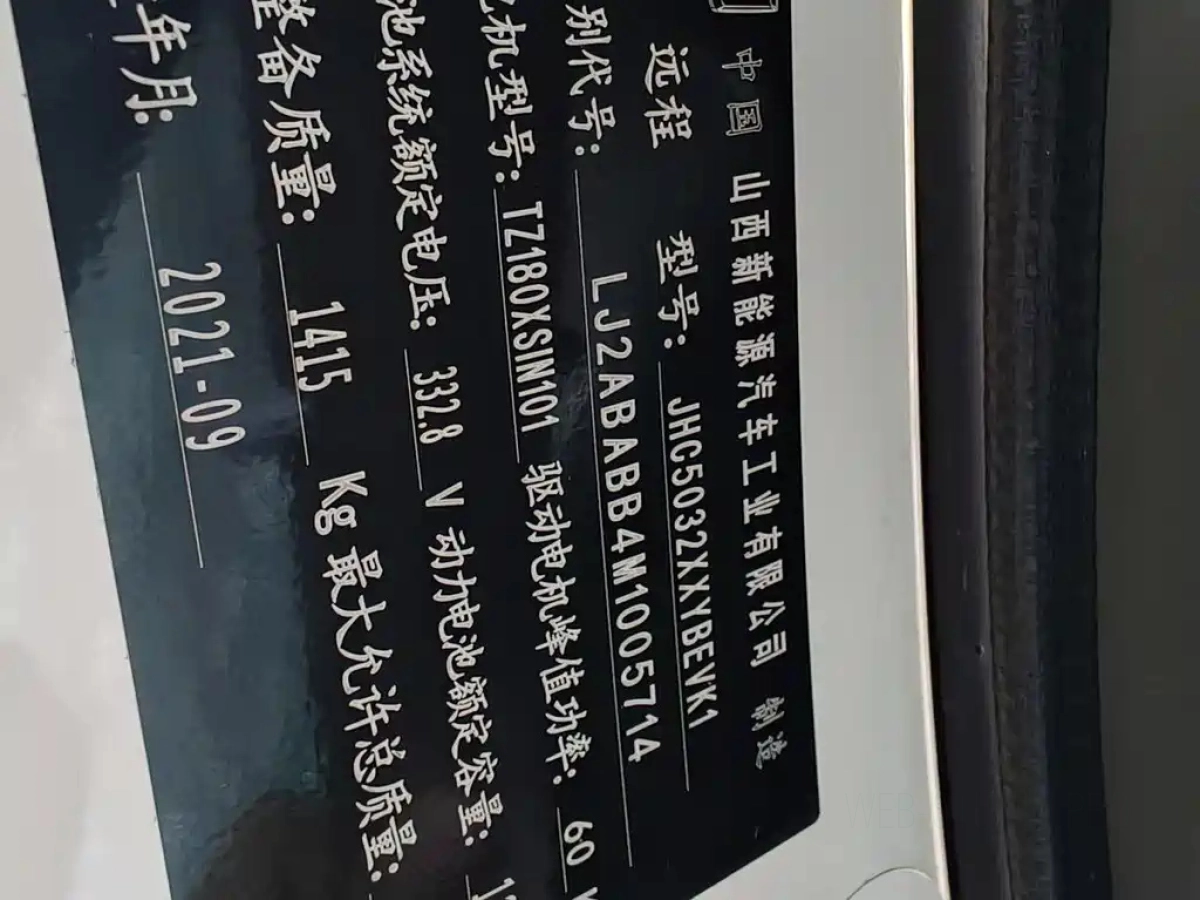 中国 山西新能源汽车工业有限公司 制造
远程 型号: JHC5032XXYBEVK1
别代号: LJ2ABABB4M1005714
机型号: TZ180XSIN101 驱动电机峰值功率: 60
池系统额定电压: 332.8 V 动力电池额定容量: 1
整备质量: 1415 Kg 最大允许总质量:
年月: 2021-09